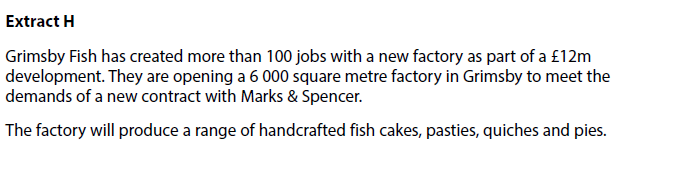 Extract H
Grimsby Fish has created more than 100 jobs with a new factory as part of a £12m
development. They are opening a 6 000 square metre factory in Grimsby to meet the
demands of a new contract with Marks & Spencer.
The factory will produce a range of handcrafted fish cakes, pasties, quiches and pies.